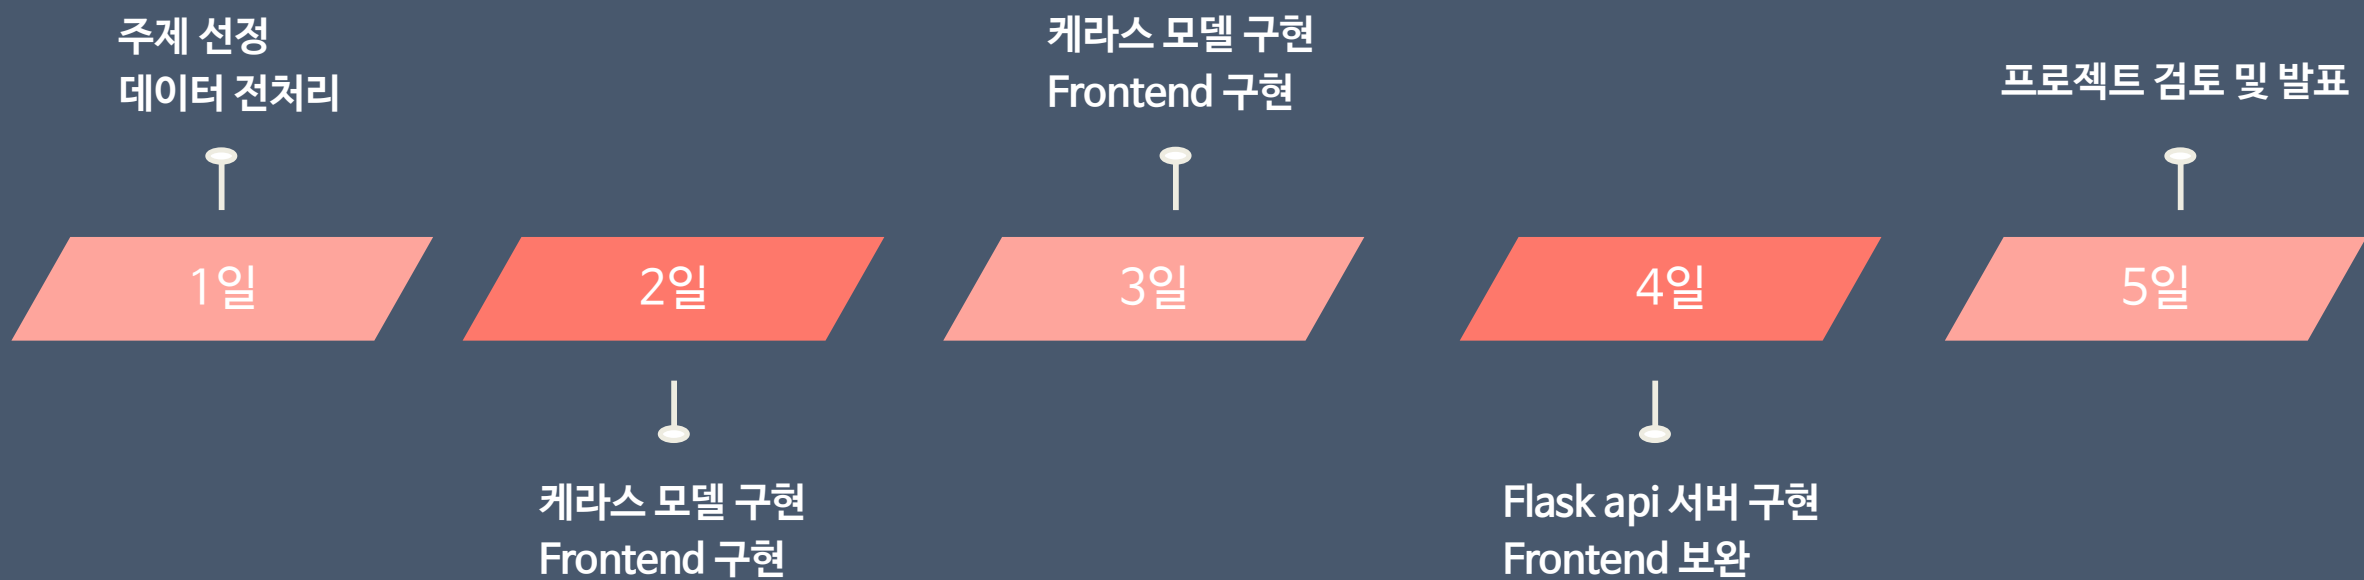 주제 선정
데이터 전처리
케라스 모델 구현
Frontend 구현
프로젝트 검토 및 발표
1일
2일
3일
4일
5일
케라스 모델 구현
Frontend 구현
Flask api 서버 구현
Frontend 보완